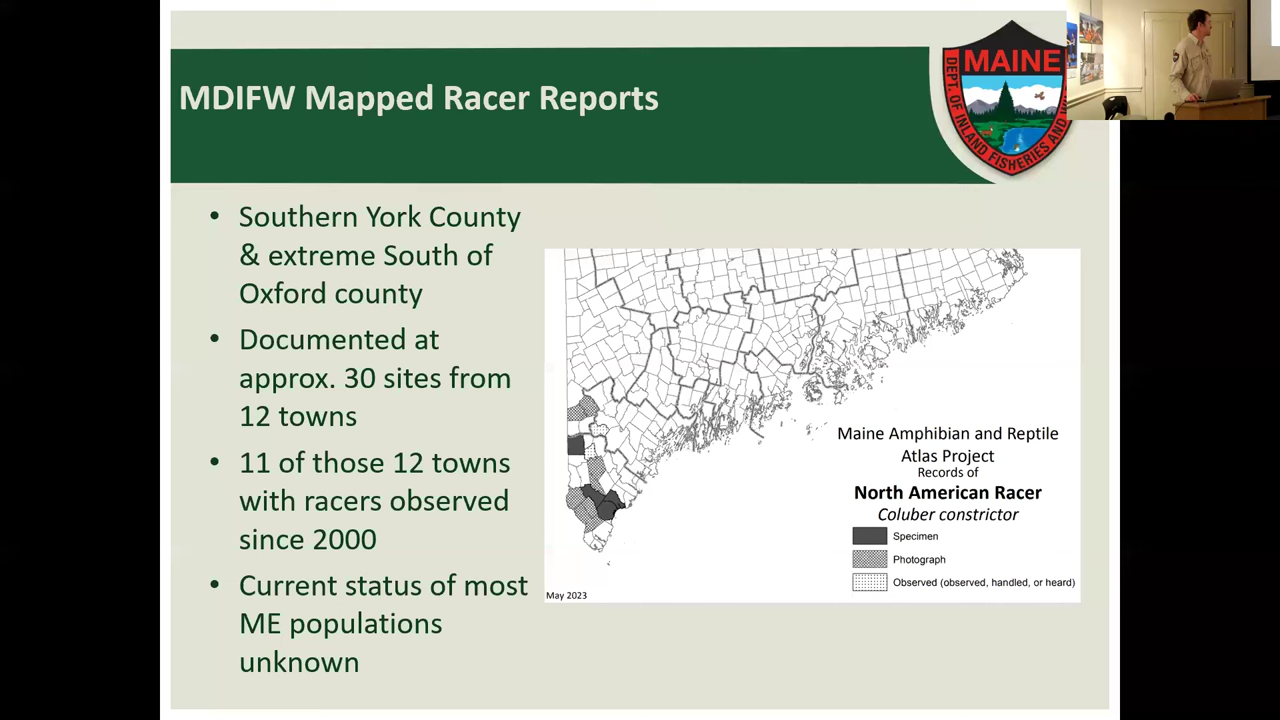 MDIFW Mapped Racer Reports
MAINE
DEPT. OF INLAND FISHERIES AND
• Southern York County
& extreme South of
Oxford county
• Documented at
approx. 30 sites from
12 towns
• 11 of those 12 towns
with racers observed
since 2000
• Current status of most
ME populations
unknown
Maine Amphibian and Reptile
Atlas Project
Records of
North American Racer
Coluber constrictor
Specimen
Photograph
Observed (observed, handled, or heard)
May 2023